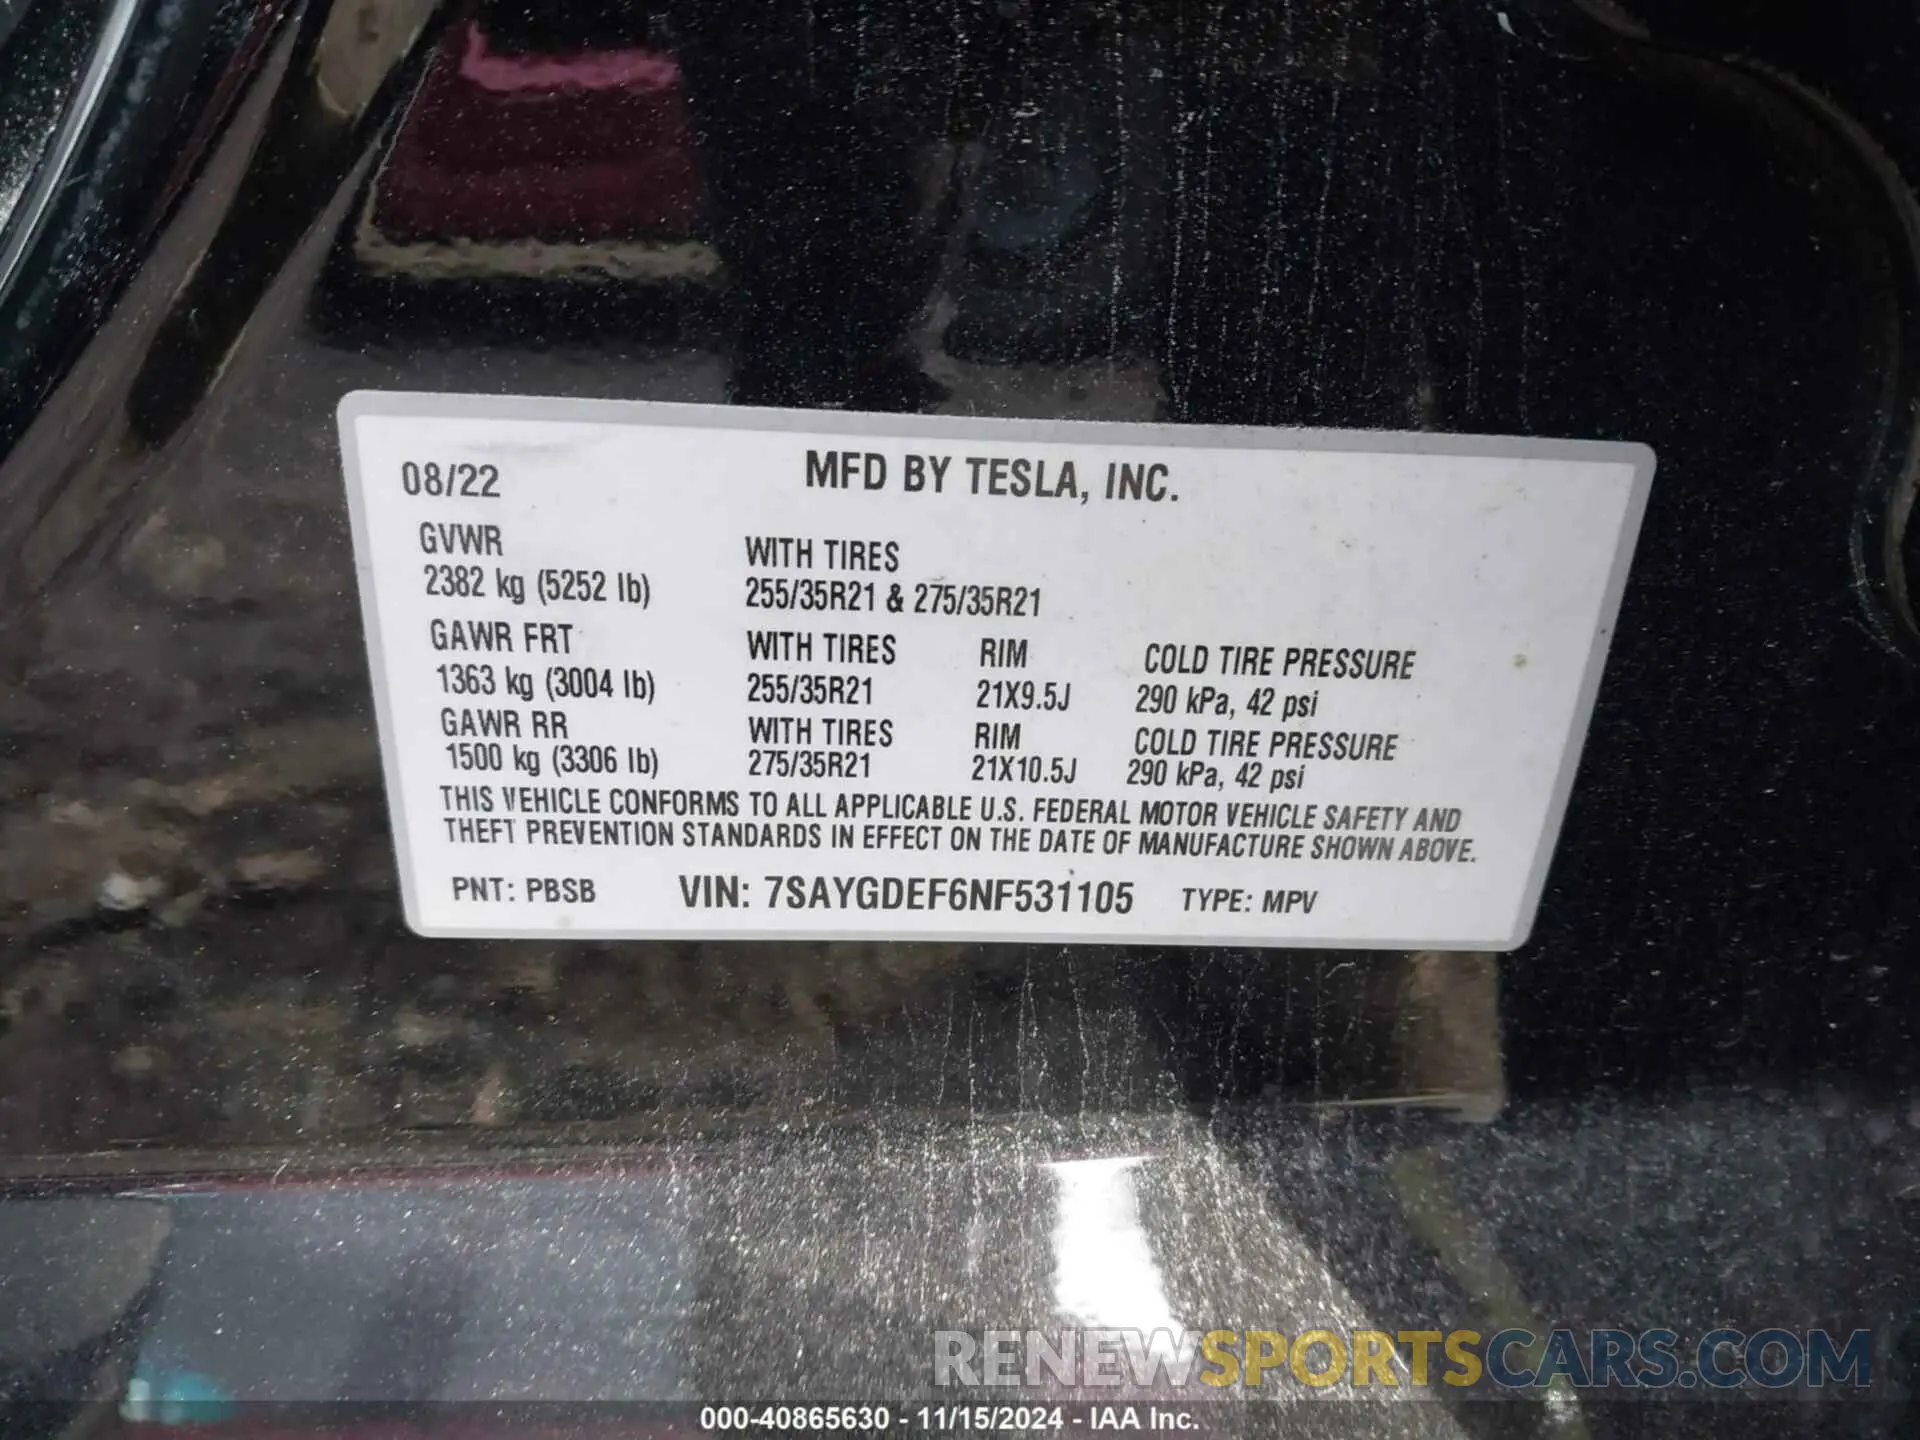 08/22 MFD BY TESLA, INC.
GVWR WITH TIRES
2382 kg (5252 lb) 255/35R21 & 275/35R21
GAWR FRT WITH TIRES RIM COLD TIRE PRESSURE
1363 kg (3004 lb) 255/35R21 21X9.5J 290 kPa, 42 psi
GAWR RR WITH TIRES RIM COLD TIRE PRESSURE
1500 kg (3306 lb) 275/35R21 21X10.5J 290 kPa, 42 psi
THIS VEHICLE CONFORMS TO ALL APPLICABLE U.S. FEDERAL MOTOR VEHICLE SAFETY AND
THEFT PREVENTION STANDARDS IN EFFECT ON THE DATE OF MANUFACTURE SHOWN ABOVE.
PNT: PBSB VIN: 7SAYGDEF6NF531105 TYPE: MPV
RENEWSPORTSCARS.COM
000-40865630 - 11/15/2024 - IAA Inc.